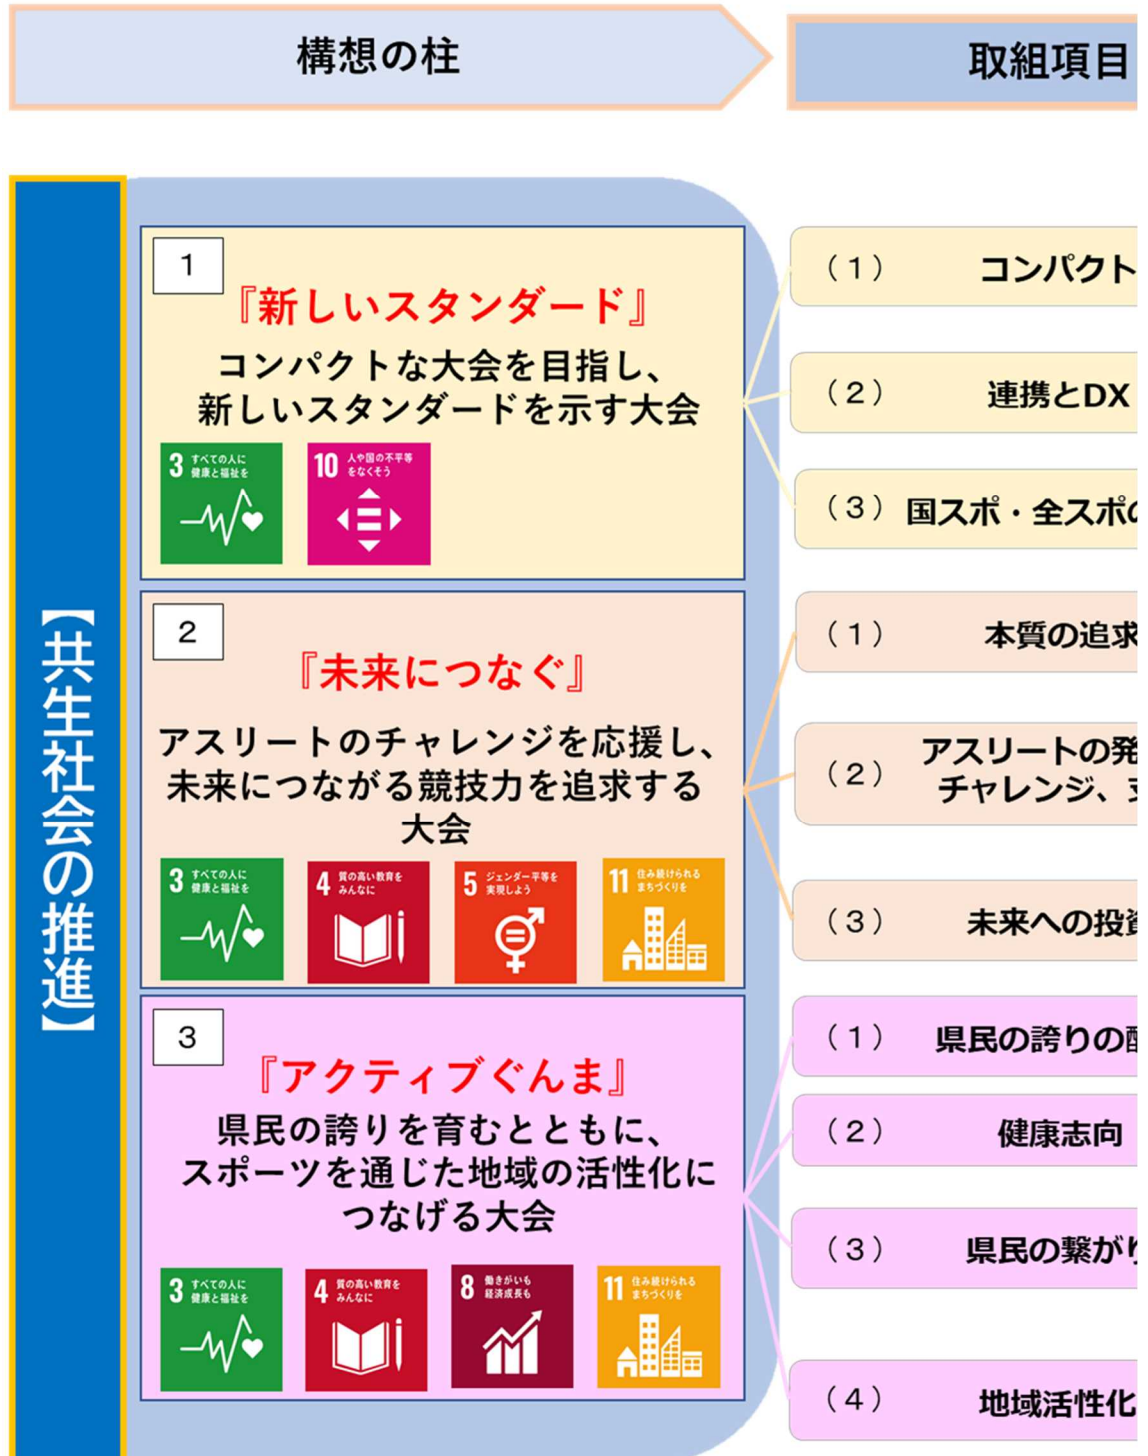 構想の柱
取組項目
【共生社会の推進】
1
『新しいスタンダード』
コンパクトな大会を目指し、
新しいスタンダードを示す大会
3 すべての人に
健康と福祉を
10 人や国の不平等
をなくそう
(1) コンパクト
(2) 連携とDX
(3) 国スポ・全スポの
2
『未来につなぐ』
アスリートのチャレンジを応援し、
未来につながる競技力を追求する
大会
3 すべての人に
健康と福祉を
4 質の高い教育を
みんなに
5 ジェンダー平等を
実現しよう
11 住み続けられる
まちづくりを
(1) 本質の追求
(2) アスリートの発
チャレンジ、
(3) 未来への投資
3
『アクティブぐんま』
県民の誇りを育むとともに、
スポーツを通じた地域の活性化に
つなげる大会
3 すべての人に
健康と福祉を
4 質の高い教育を
みんなに
8 働きがいも
経済成長も
11 住み続けられる
まちづくりを
(1) 県民の誇りの
(2) 健康志向
(3) 県民の繋がり
(4) 地域活性化